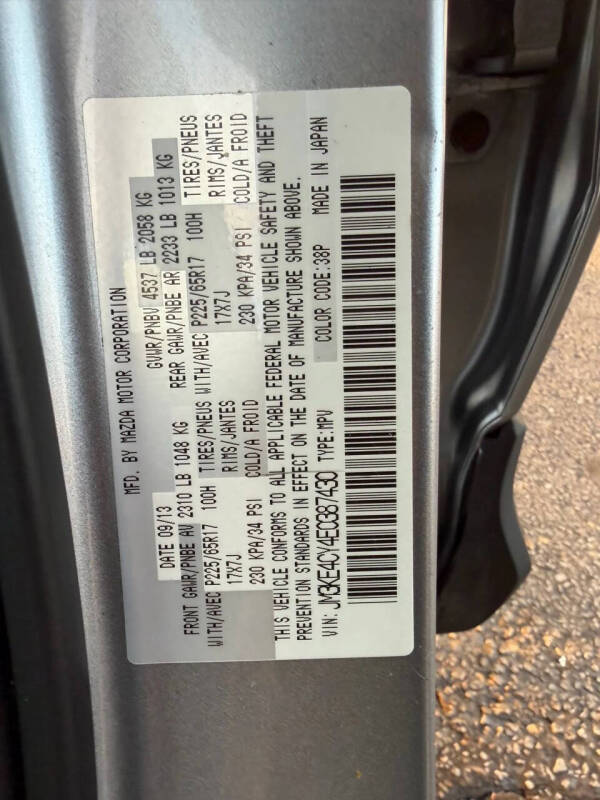 MFD. BY MAZDA MOTOR CORPORATION
DATE 09/13 GVWR/PNBV 4537 LB 2058 KG
FRONT GAWR/PNBE AV 2310 LB 1048 KG REAR GAWR/PNBE AR 2233 LB 1013 KG
TIRES/PNEUS TIRES/PNEUS
WITH/AVEC P225/65R17 100H RIMS/JANTES WITH/AVEC P225/65R17 100H RIMS/JANTES
17X7J 17X7J
230 KPA/34 PSI COLD/A FROID 230 KPA/34 PSI COLD/A FROID
THIS VEHICLE CONFORMS TO ALL APPLICABLE FEDERAL MOTOR VEHICLE SAFETY AND THEFT
PREVENTION STANDARDS IN EFFECT ON THE DATE OF MANUFACTURE SHOWN ABOVE.
VIN: JM3KE4CY4E0387430 TYPE:MPV COLOR CODE:38P MADE IN JAPAN